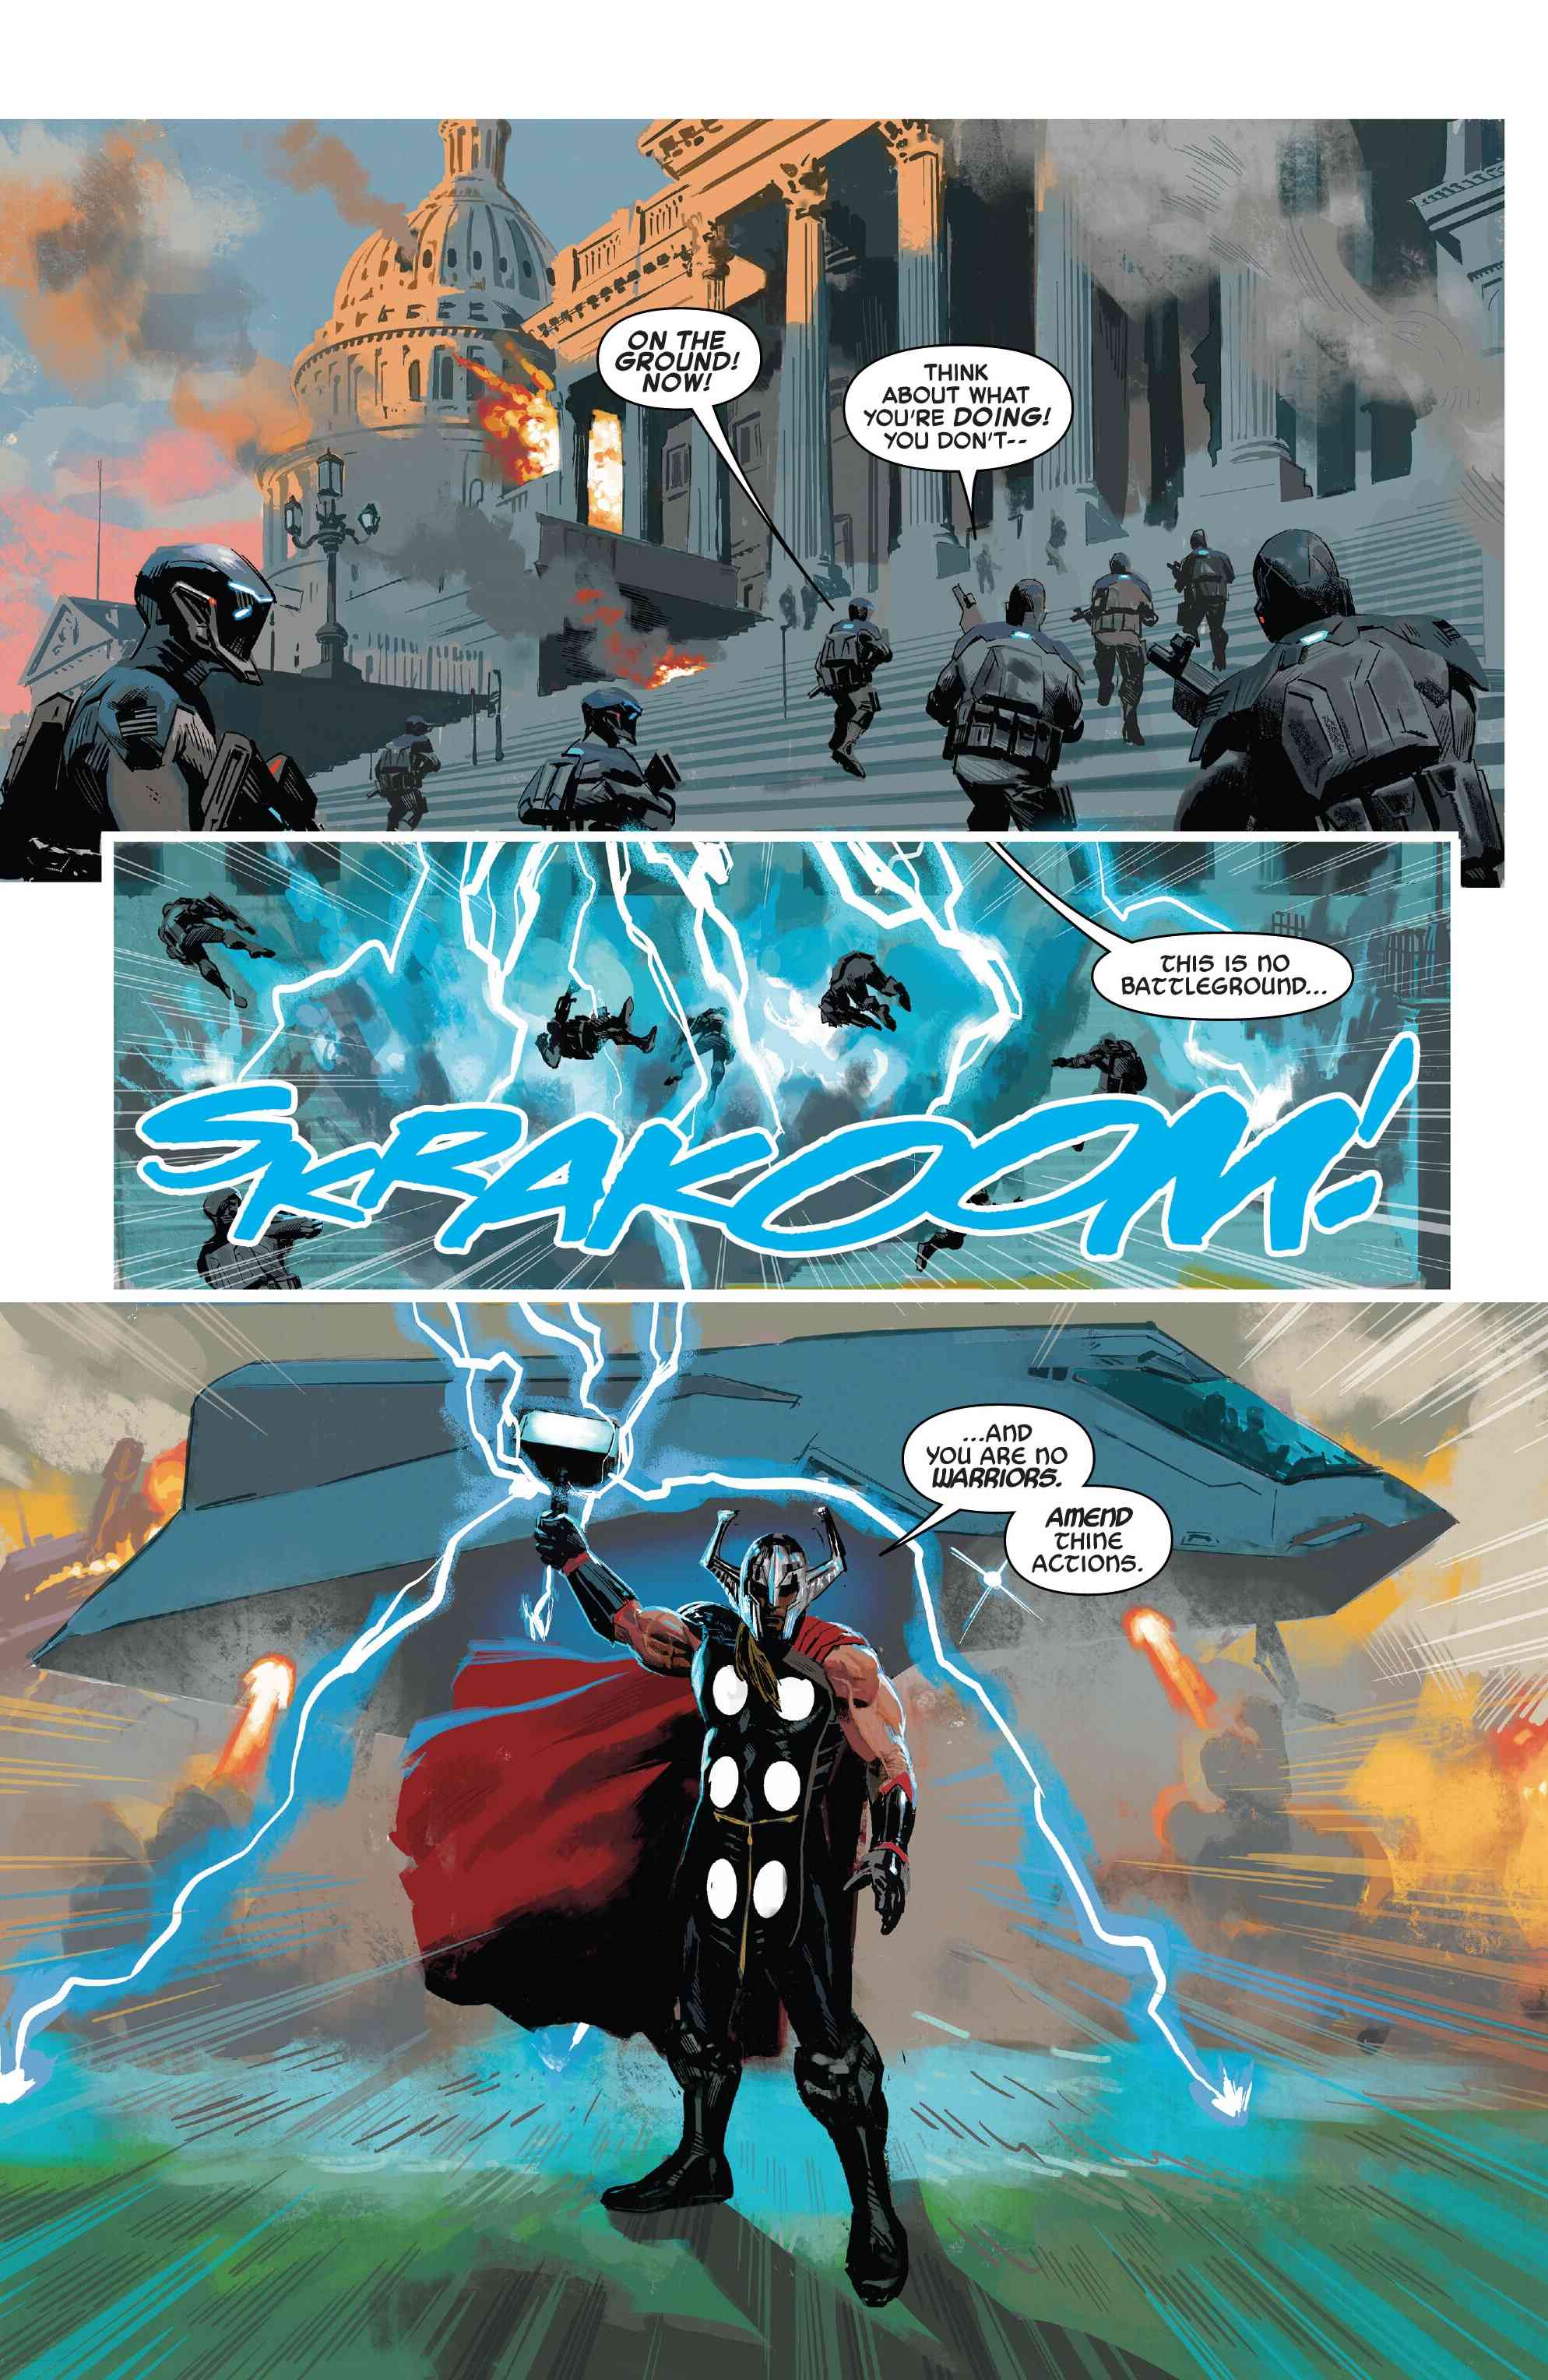 ON THE
GROUND!
NOW!
THINK
ABOUT WHAT
YOU'RE DOING!
YOU DON'T--
THIS IS NO
BATTLEGROUND...
SKRAKOOM!
...AND
YOU ARE NO
WARRIORS.
AMEND
THINE
ACTIONS.